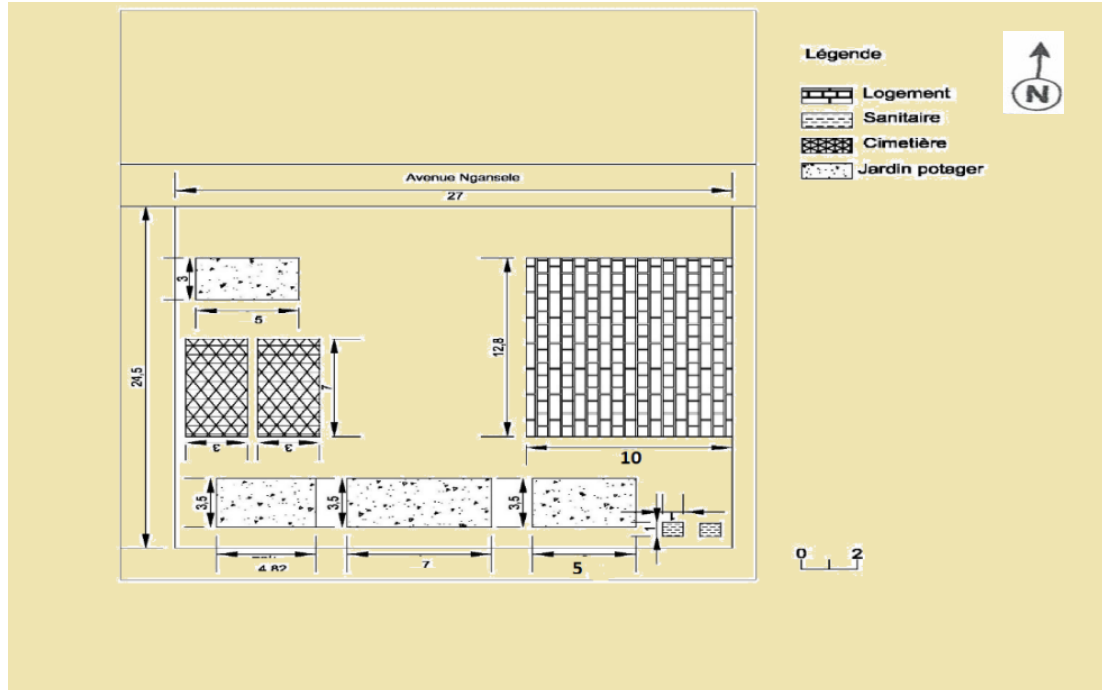 Légende
N
Logement
Sanitaire
Cimetière
Jardin potager
Avenue Ngansele
27
3
5
24,5
12,8
7
3
3
10
3,5
3,5
3,5
1
1
4,82
7
5
0 2